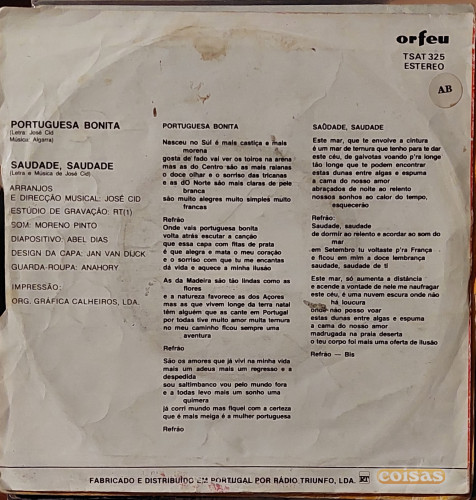 orfeu
TSAT 325
ESTEREO
AB
PORTUGUESA BONITA
(Letra: José Cid
Música: Algarra)
SAUDADE, SAUDADE
(Letra e Música de José Cid)
ARRANJOS
E DIRECÇÃO MUSICAL: JOSÉ CID
ESTÚDIO DE GRAVAÇÃO: RT(1)
SOM: MORENO PINTO
DIAPOSITIVO: ABEL DIAS
DESIGN DA CAPA: JAN VAN DIJCK
GUARDA-ROUPA: ANAHORY
IMPRESSÃO:
ORG. GRÁFICA CALHEIROS, LDA.
PORTUGUESA BONITA
Nasceu no Sul é mais castiça e mais
morena
gosta de fado vai ver os toiros na arena
mas as do Centro são as mais raianas
o doce olhar e o sorriso das tricanas
e as dO Norte são mais claras de pele
branca
são muito alegres muito simples muito
francas
Refrão
Onde vais portuguesa bonita
volta atrás escutar a canção
que essa capa com fitas de prata
é que alegra e mata o meu coração
e o sorriso com que tu me encantas
dá vida e aquece a minha ilusão
As da Madeira são tão lindas como as
flores
e a natureza favorece as dos Açores
mas as que vivem longe da terra natal
têm alguém que as cante em Portugal
por todas tive muito amor muita ternura
no meu caminho ficou sempre uma
aventura
Refrão
São os amores que já vivi na minha vida
mais um adeus mais um regresso e a
despedida
sou saltimbanco vou pelo mundo fora
e a todas levo mais um sonho uma
quimera
já corri mundo mas fiquei com a certeza
que é mais meiga é a mulher portuguesa
Refrão
SAÚDADE, SAUDADE
Este mar, que te envolve a cintura
é um mar de ternura que tenho para te dar
este céu, de gaivotas voando p'ra longe
tão longe que te podem encontrar
estas dunas entre algas e espuma
a cama do nosso amor
abraçados de noite ao relento
nossos sonhos ao calor do tempo,
esquecerão
Refrão:
Saudade, saudade
de dormir ao relento e acordar ao som do
mar
em Setembro tu voltaste p'ra França
e ficou em mim a doce lembrança
saudade, saudade de ti
Este mar, só aumenta a distância
e acende a vontade de nele me naufragar
este céu, é uma nuvem escura onde não
há loucura
onde não posso voar
estas dunas entre algas e espuma
a cama do nosso amor
madrugada na praia deserta
o teu corpo foi mais uma oferta de ilusão
Refrão — Bis
FABRICADO E DISTRIBUÍDO EM PORTUGAL POR RÁDIO TRIUNFO, LDA.
RT
coisas